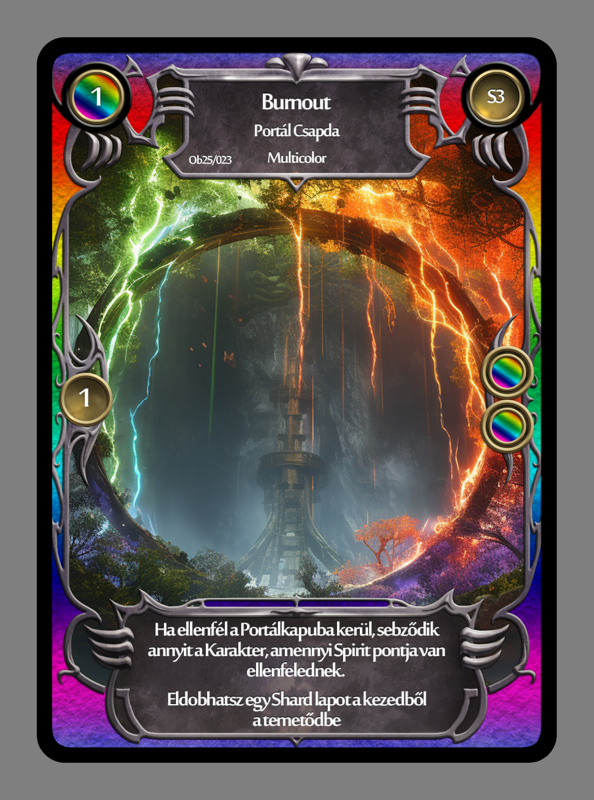 1
Burnout
S3
Portál Csapda
Ob25/023 Multicolor
1
Ha ellenfél a Portálkapuba kerül, sebződik
annyit a Karakter, amennyi Spirit pontja van
ellenfelednek.
Eldobhatsz egy Shard lapot a kezedből
a temetődbe